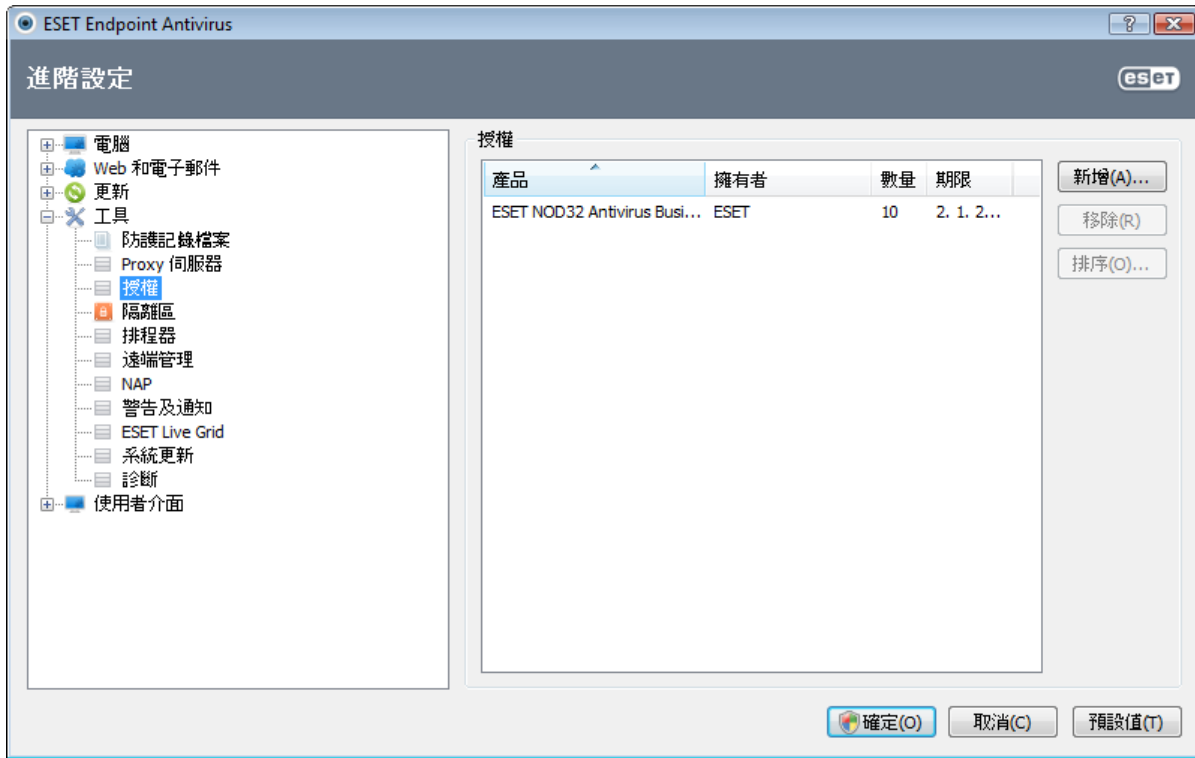 ESET Endpoint Antivirus
進階設定
eset
電腦
Web 和電子郵件
更新
工具
防護記錄檔案
Proxy 伺服器
授權
隔離區
排程器
遠端管理
NAP
警告及通知
ESET Live Grid
系統更新
診斷
使用者介面
授權
產品 擁有者 數量 期限
ESET NOD32 Antivirus Busi... ESET 10 2. 1. 2...
新增(A)...
移除(R)
排序(O)...
確定(O) 取消(C) 預設值(T)